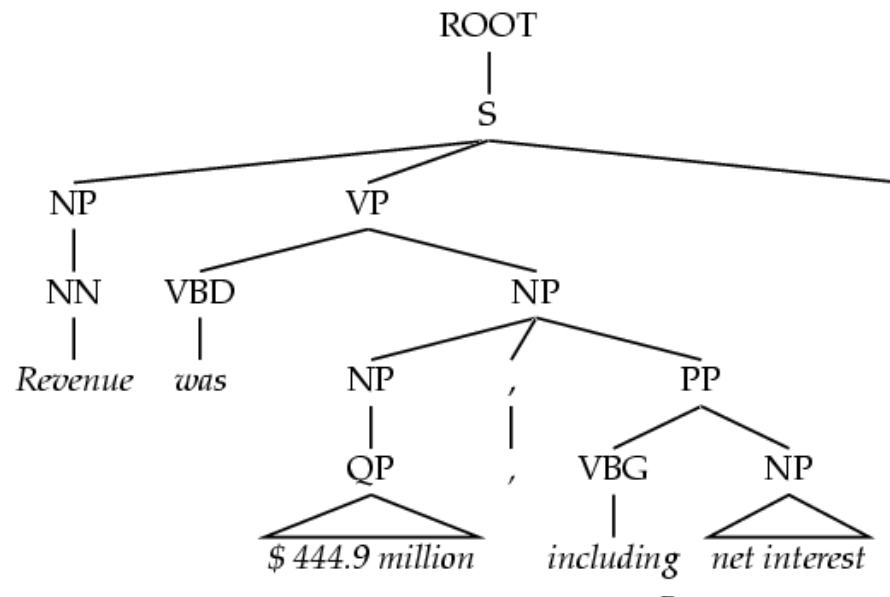 ROOT
S
NP VP
NN VBD NP
Revenue was NP , PP
QP , VBG NP
$ 444.9 million including net interest